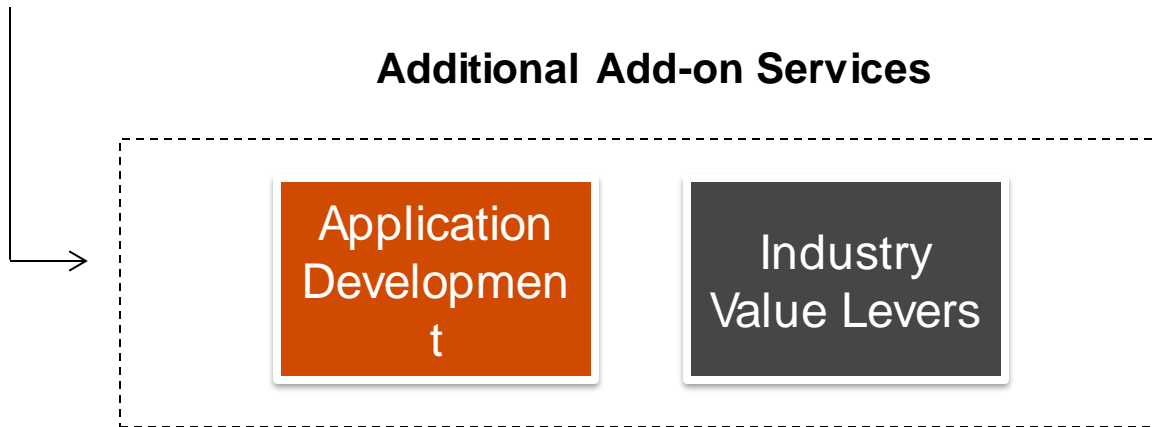 Additional Add-on Services
Application
Developmen
t
Industry
Value Levers